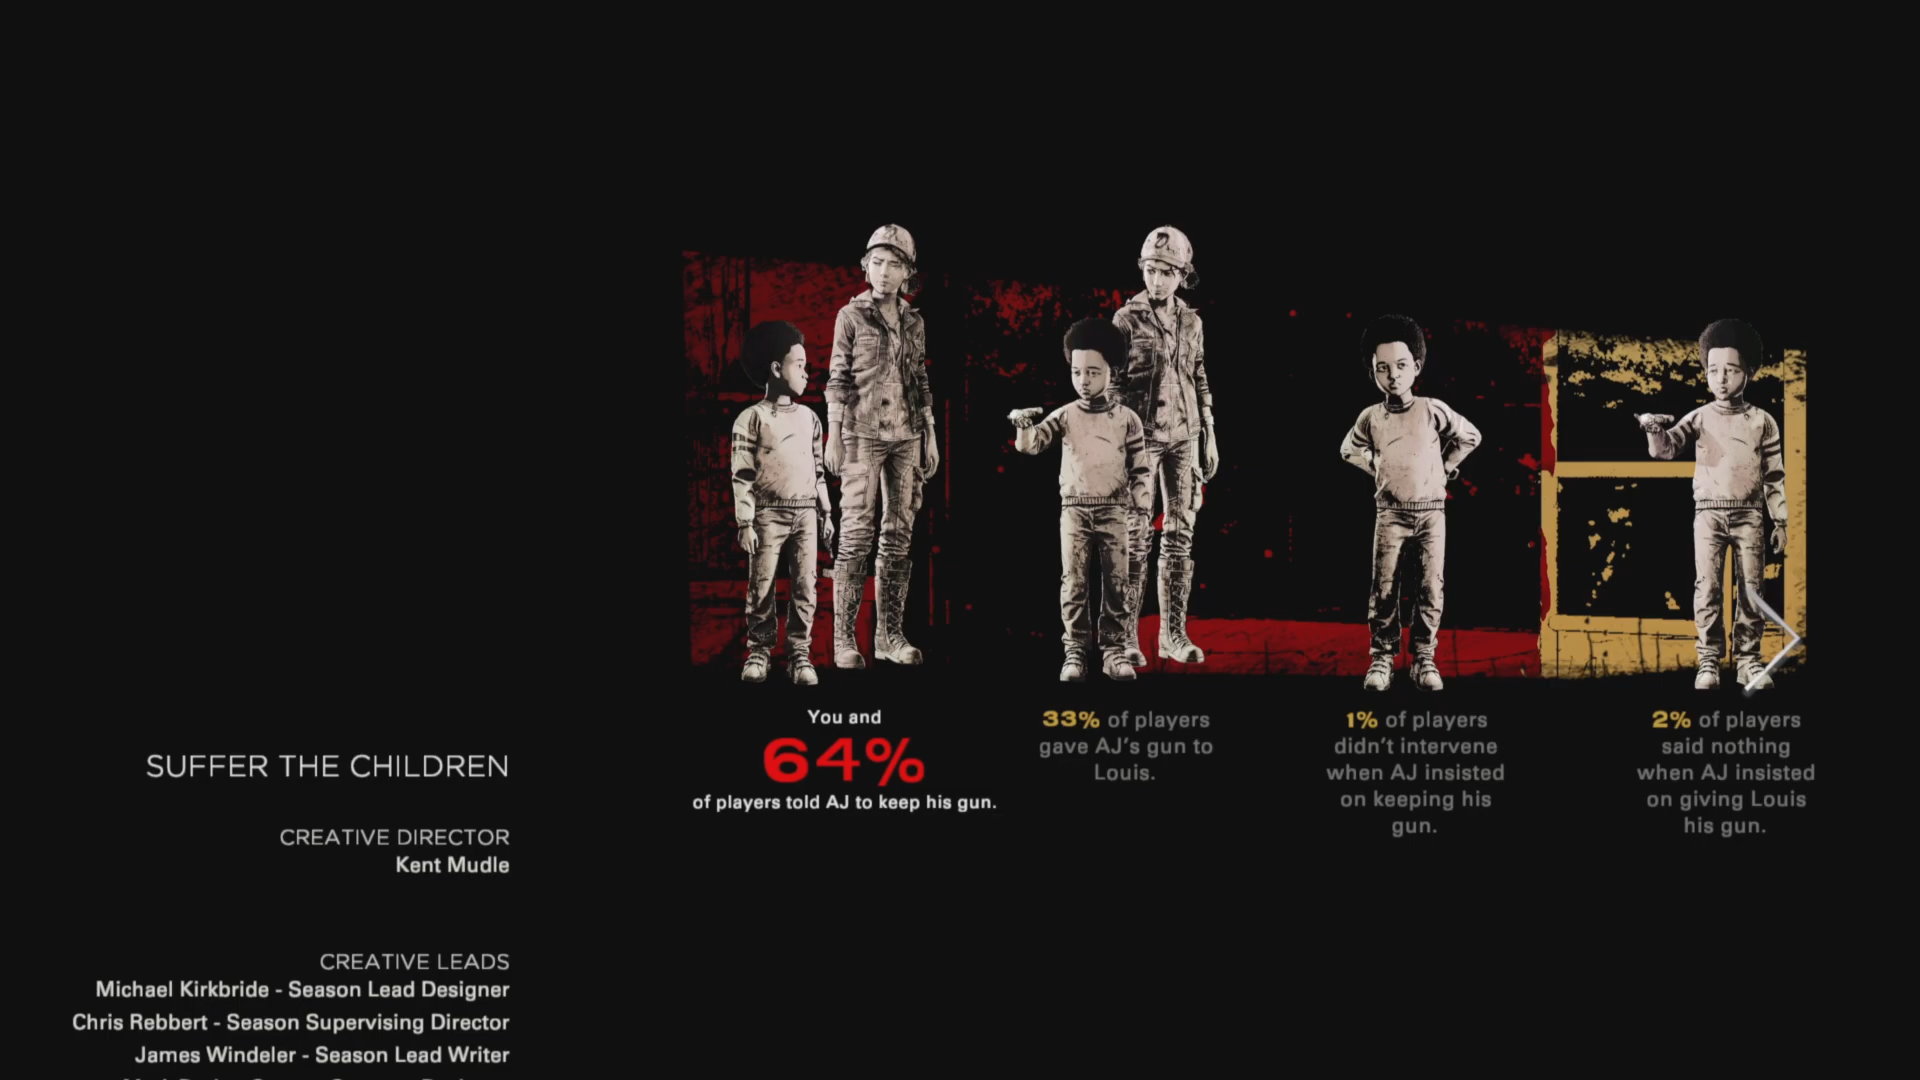 SUFFER THE CHILDREN
CREATIVE DIRECTOR
Kent Mudle
CREATIVE LEADS
Michael Kirkbride - Season Lead Designer
Chris Rebbert - Season Supervising Director
James Windeler - Season Lead Writer
You and
64%
of players told AJ to keep his gun.
33% of players
gave AJ's gun to
Louis.
1% of players
didn't intervene
when AJ insisted
on keeping his
gun.
2% of players
said nothing
when AJ insisted
on giving Louis
his gun.